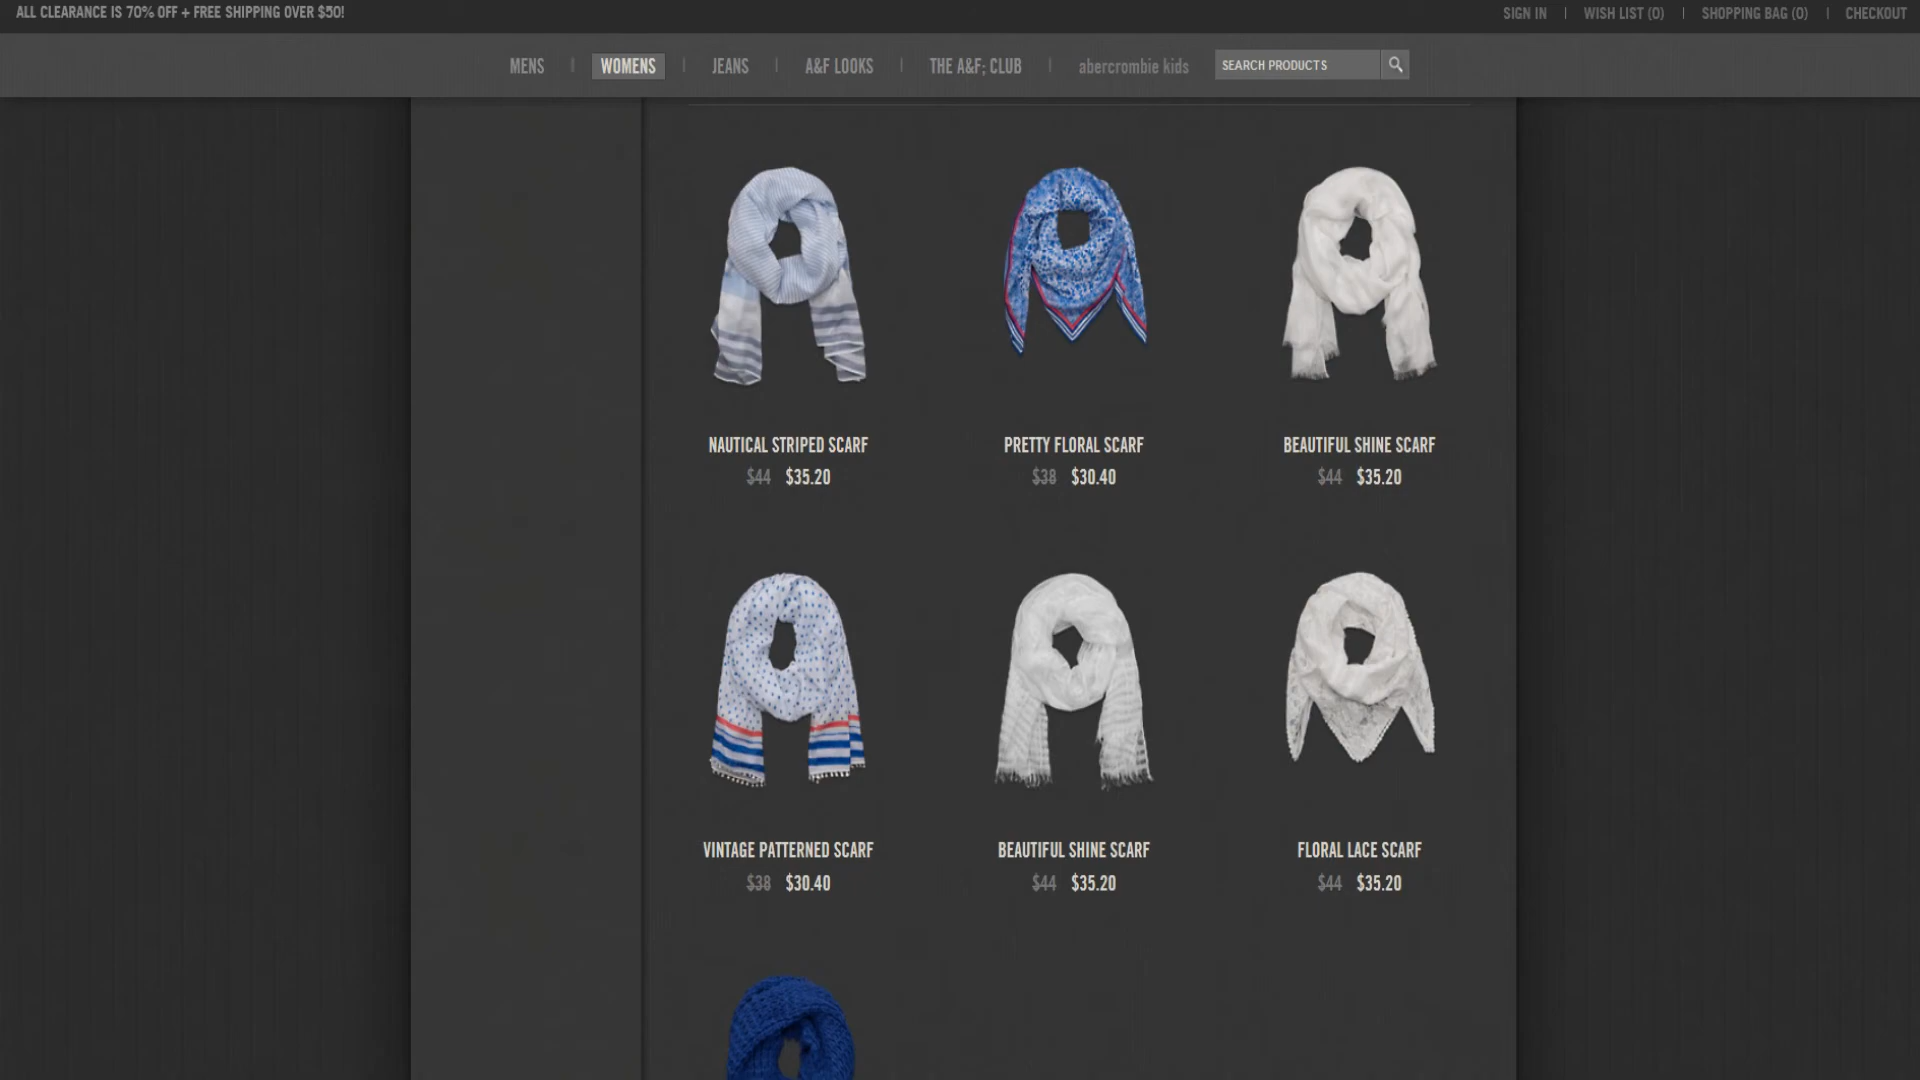 ALL CLEARANCE IS 70% OFF + FREE SHIPPING OVER $50!
SIGN IN | WISH LIST (0) | SHOPPING BAG (0) | CHECKOUT
MENS | WOMENS | JEANS | A&F LOOKS | THE A&F; CLUB | abercrombie kids SEARCH PRODUCTS
NAUTICAL STRIPED SCARF
$44 $35.20
PRETTY FLORAL SCARF
$38 $30.40
BEAUTIFUL SHINE SCARF
$44 $35.20
VINTAGE PATTERNED SCARF
$38 $30.40
BEAUTIFUL SHINE SCARF
$44 $35.20
FLORAL LACE SCARF
$44 $35.20